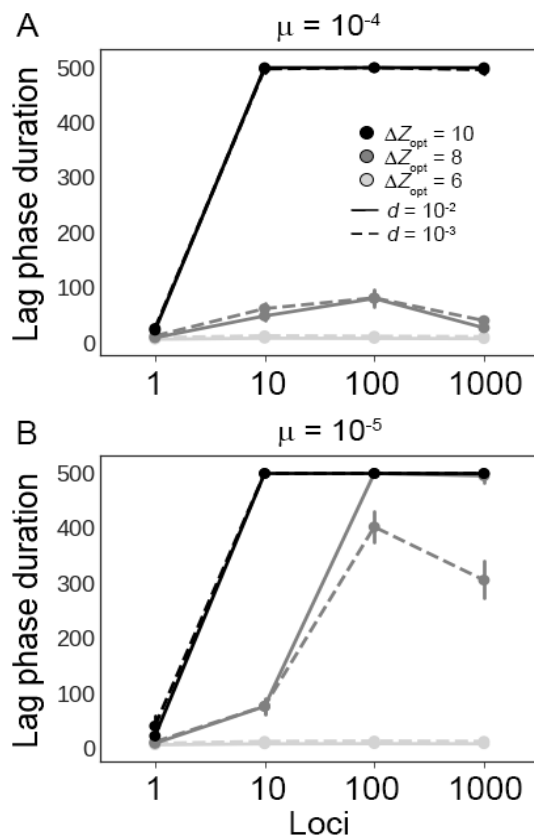 A
μ = 10⁻⁴
Lag phase duration
500
400
300
200
100
0
ΔZopt = 10
ΔZopt = 8
ΔZopt = 6
d = 10⁻²
d = 10⁻³
1 10 100 1000
B
μ = 10⁻⁵
Lag phase duration
500
400
300
200
100
0
1 10 100 1000
Loci